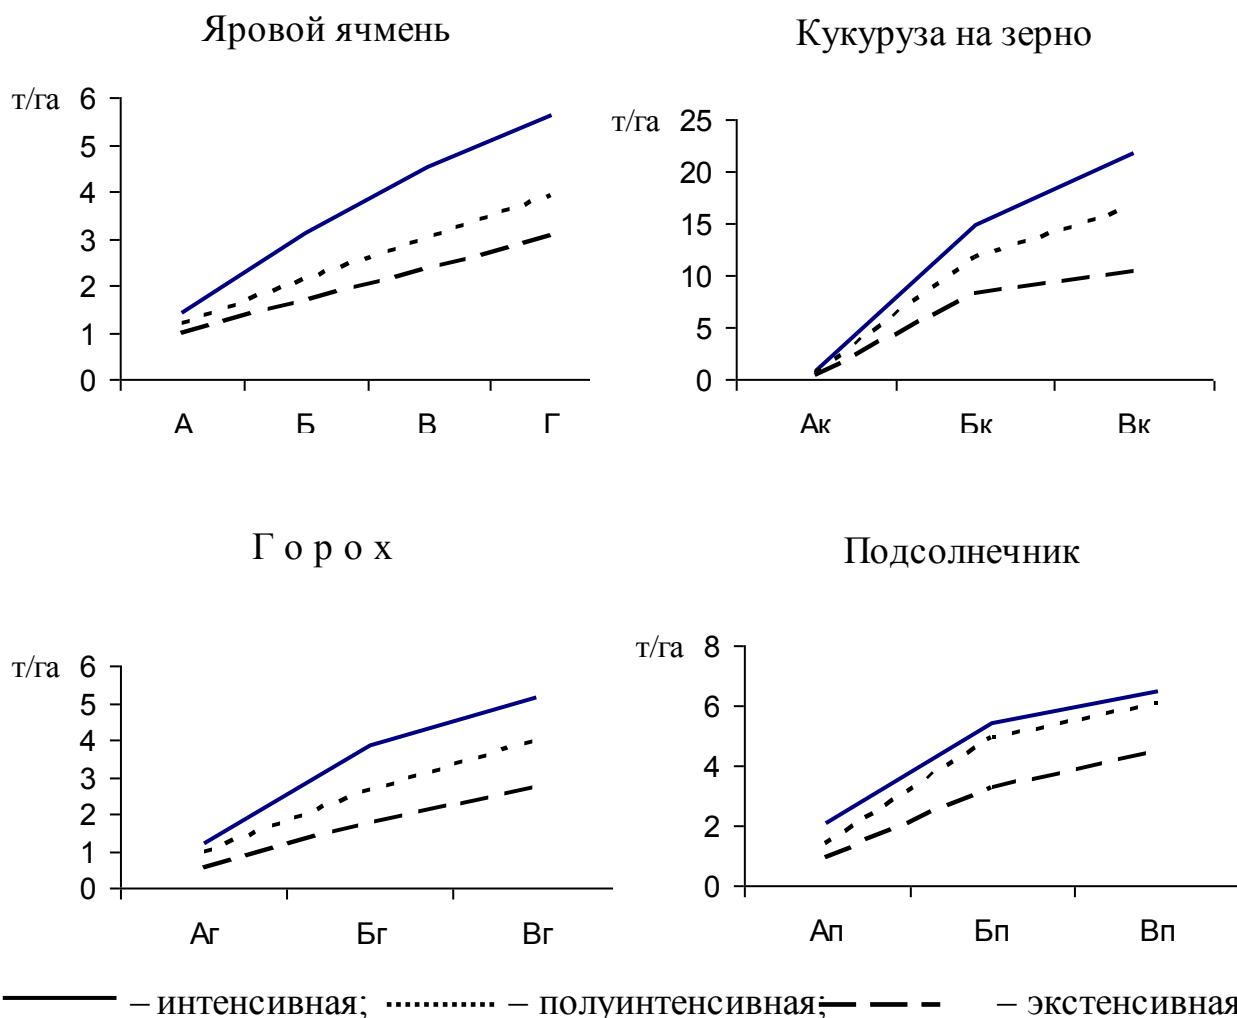 Яровой ячмень
т/га
6
5
4
3
2
1
0
А Б В Г
Кукуруза на зерно
т/га
25
20
15
10
5
0
Ак Бк Вк
Г о р о х
т/га
6
5
4
3
2
1
0
Аг Бг Вг
Подсолнечник
т/га
8
6
4
2
0
Ап Бп Вп
– интенсивная; – полуинтенсивная; – экстенсивная